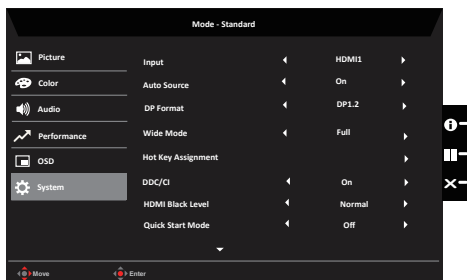 Mode - Standard
Picture
Color
Audio
Performance
OSD
System
Input HDMI1
Auto Source On
DP Format DP1.2
Wide Mode Full
Hot Key Assignment
DDC/CI On
HDMI Black Level Normal
Quick Start Mode Off
Move Enter